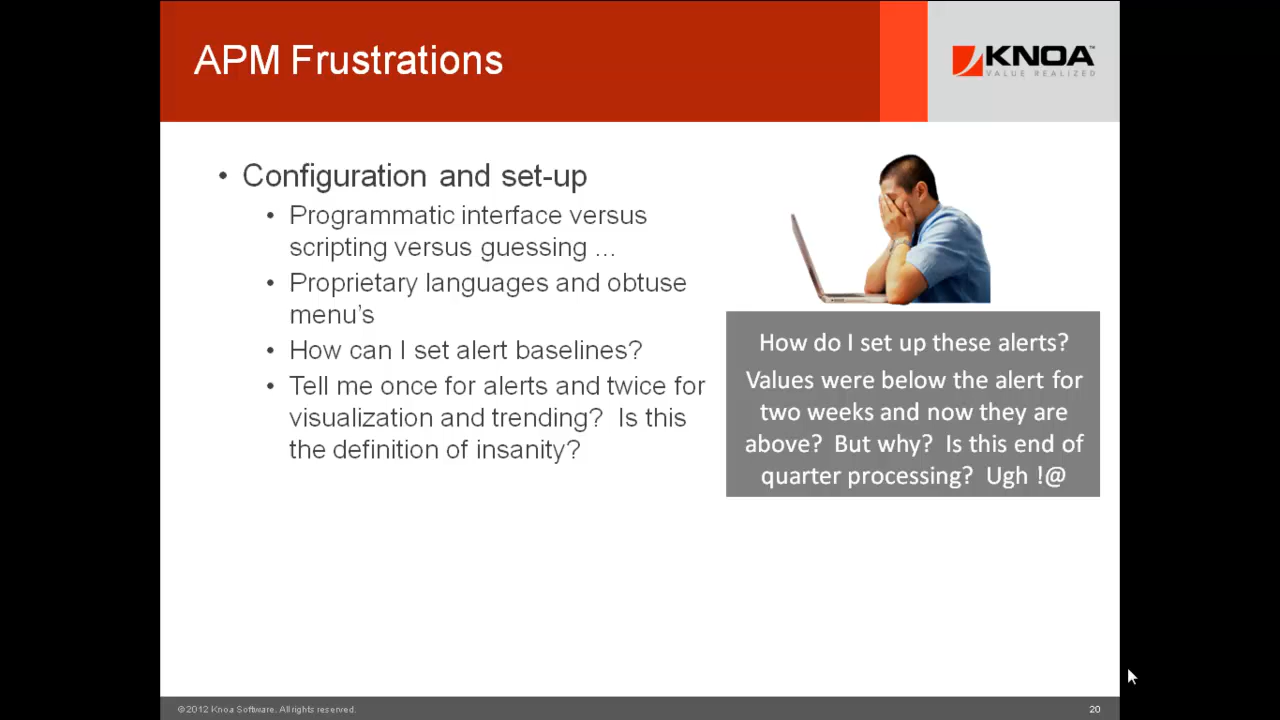 APM Frustrations
KNOA™
VALUE REALIZED
• Configuration and set-up
• Programmatic interface versus
scripting versus guessing ...
• Proprietary languages and obtuse
menu's
• How can I set alert baselines?
• Tell me once for alerts and twice for
visualization and trending? Is this
the definition of insanity?
How do I set up these alerts?
Values were below the alert for
two weeks and now they are
above? But why? Is this end of
quarter processing? Ugh !@
©2012 Knoa Software. All rights reserved.
20